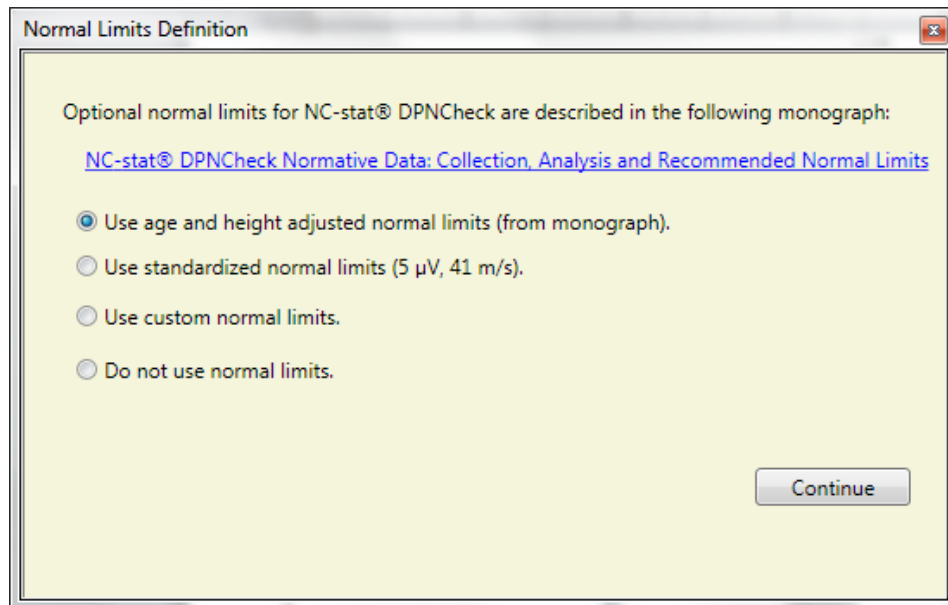 Normal Limits Definition
Optional normal limits for NC-stat® DPNCheck are described in the following monograph:
NC-stat® DPNCheck Normative Data: Collection, Analysis and Recommended Normal Limits
Use age and height adjusted normal limits (from monograph).
Use standardized normal limits (5 µV, 41 m/s).
Use custom normal limits.
Do not use normal limits.
Continue